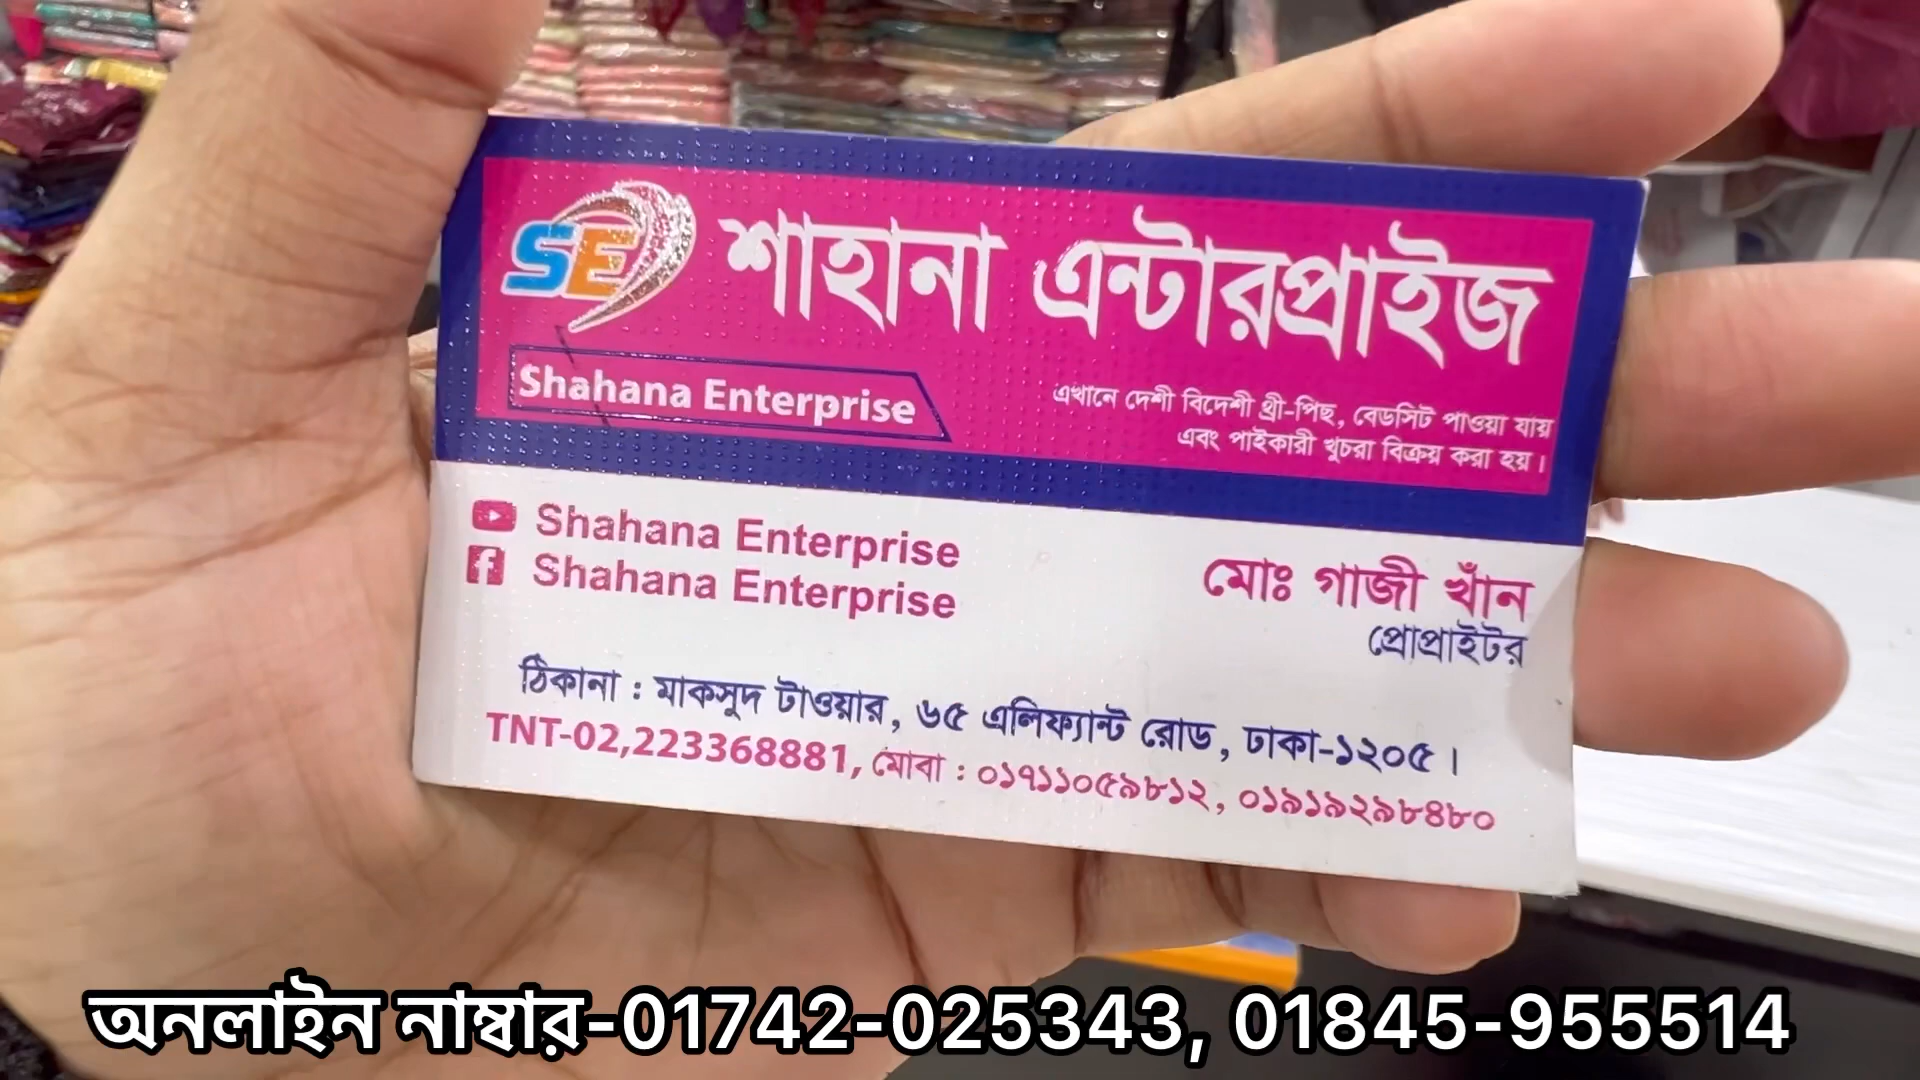 SE
শাহানা এন্টারপ্রাইজ
Shahana Enterprise
এখানে দেশী বিদেশী থ্রী-পিছ, বেডসিট পাওয়া যায়
এবং পাইকারী খুচরা বিক্রয় করা হয়।
Shahana Enterprise
Shahana Enterprise
মোঃ গাজী খাঁন
প্রোপ্রাইটর
ঠিকানা : মাকসুদ টাওয়ার, ৬৫ এলিফ্যান্ট রোড, ঢাকা-১২০৫।
TNT-02,223368881, মোবা : ০১৭১১০৫৯৮১২, ০১৯১৯২৯৮৪৮০
অনলাইন নাম্বার-01742-025343, 01845-955514